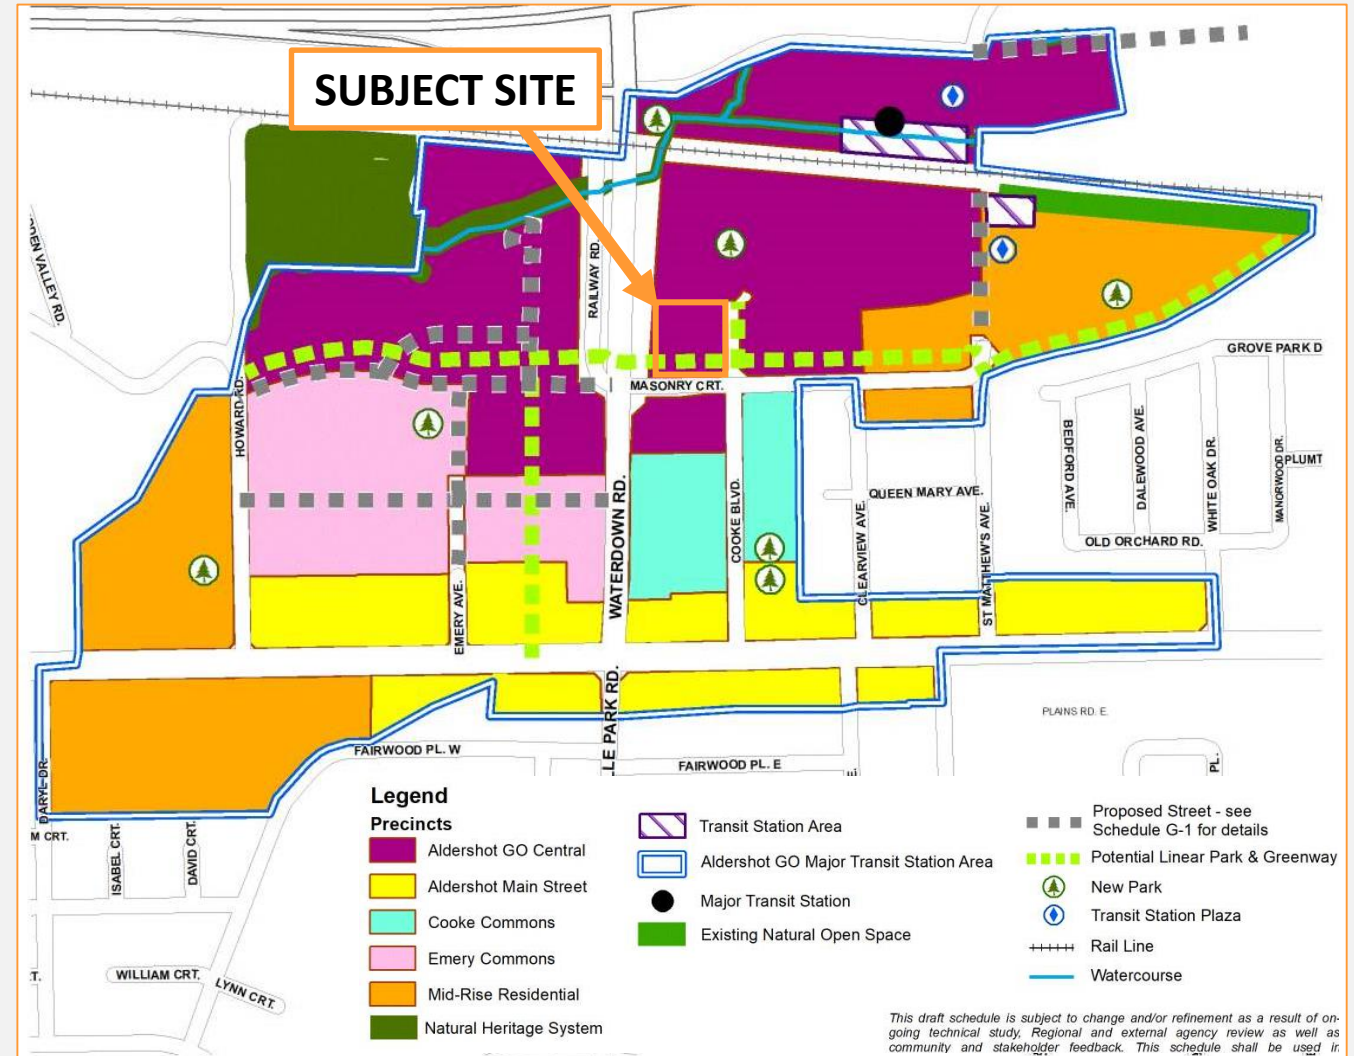 SUBJECT SITE
RAILWAY RD.
HOWARD RD.
MASONRY CRT.
GROVE PARK D
BEDFORD AVE.
DALEWOOD AVE.
WHITE OAK DR.
MANORWOOD DR.
PLUMT
QUEEN MARY AVE.
OLD ORCHARD RD.
WATERDOWN RD.
COOKE BLVD.
CLEARVIEW AVE.
ST MATTHEW'S AVE.
EMERY AVE.
DEN VALLEY RD.
LLE PARK RD.
PLAINS RD. E.
FAIRWOOD PL. W
FAIRWOOD PL. E
E.
PL.
DARYL DR.
M CRT.
ISABEL CRT.
DAVID CRT.
T.
WILLIAM CRT.
LYNN CRT.
Legend
Precincts
Aldershot GO Central
Aldershot Main Street
Cooke Commons
Emery Commons
Mid-Rise Residential
Natural Heritage System
Transit Station Area
Aldershot GO Major Transit Station Area
Major Transit Station
Existing Natural Open Space
Proposed Street - see
Schedule G-1 for details
Potential Linear Park & Greenway
New Park
Transit Station Plaza
Rail Line
Watercourse
This draft schedule is subject to change and/or refinement as a result of on-
going technical study, Regional and external agency review as well as
community and stakeholder feedback. This schedule shall be used in